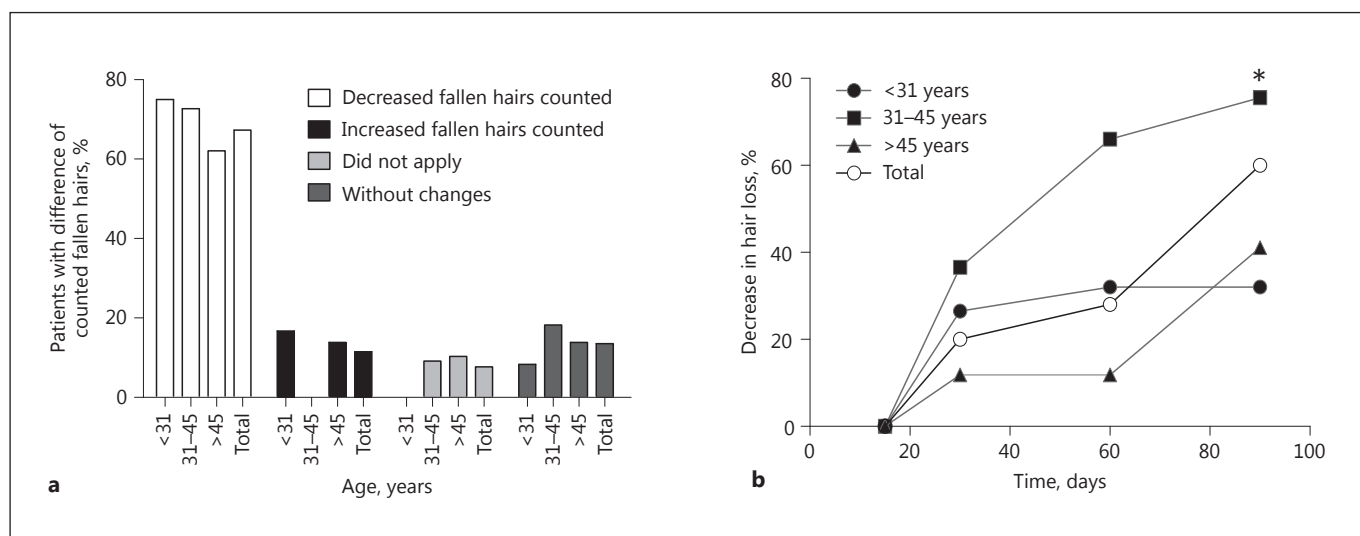 Patients with difference of
counted fallen hairs, %
80
60
40
20
0
Decreased fallen hairs counted
Increased fallen hairs counted
Did not apply
Without changes
<31
31–45
>45
Total
<31
31–45
>45
Total
<31
31–45
>45
Total
<31
31–45
>45
Total
a
Age, years
Decrease in hair loss, %
80
60
40
20
0
<31 years
31–45 years
>45 years
Total
*
0
20
40
60
80
100
b
Time, days